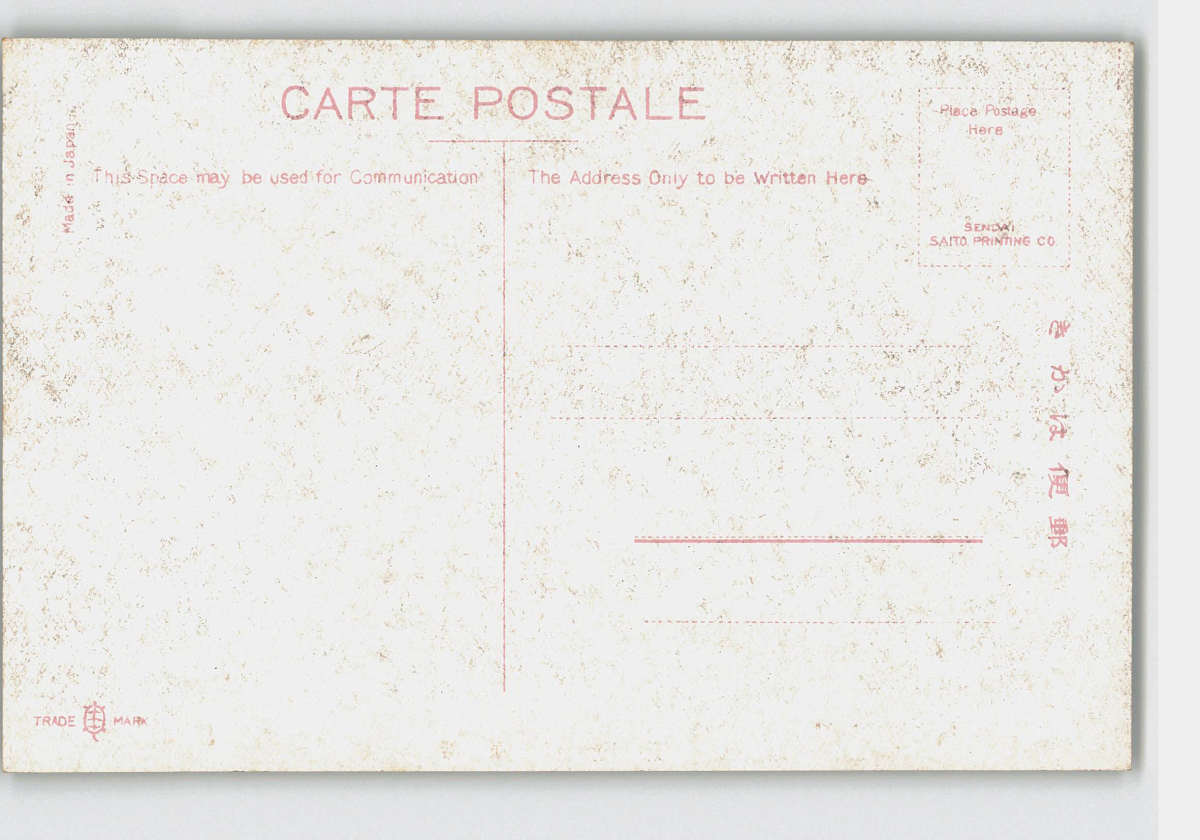 CARTE POSTALE
Made in Japan.
This Space may be used for Communication
The Address Only to be Written Here
Place Postage
Here
SENDAI
SAITO PRINTING CO.
きかは便郵
TRADE MARK